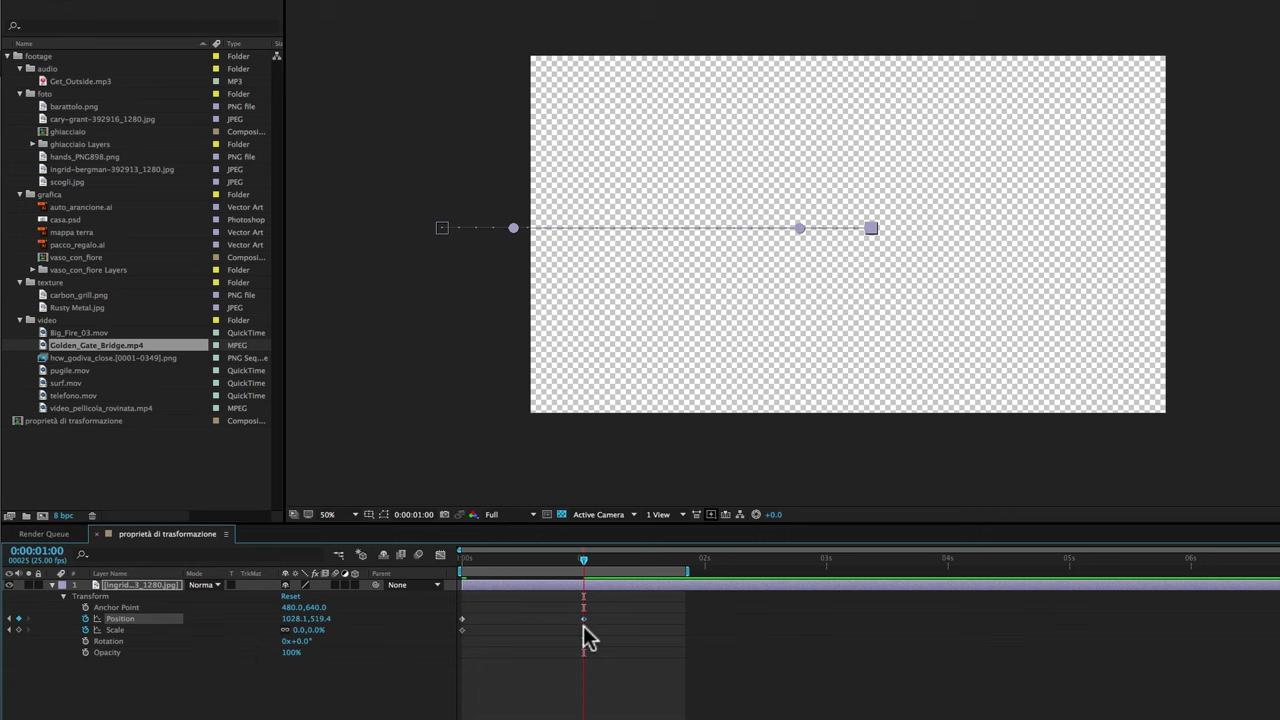 Name Type Si
footage Folder
audio Folder
Get_Outside.mp3 MP3
foto Folder
barattolo.png PNG file
cary-grant-392916_1280.jpg JPEG
ghiacciaio Composi...
ghiacciaio Layers Folder
hands_PNG898.png PNG file
ingrid-bergman-392913_1280.jpg JPEG
scogli.jpg JPEG
grafica Folder
auto_arancione.ai Vector Art
casa.psd Photoshop
mappa terra Vector Art
pacco_regalo.ai Vector Art
vaso_con_fiore Composi...
vaso_con_fiore Layers Folder
texture Folder
carbon_grill.png PNG file
Rusty Metal.jpg JPEG
video Folder
Big_Fire_03.mov QuickTime
Golden_Gate_Bridge.mp4 MPEG
hcw_godiva_close.[0001-0349].png PNG Seq...e
pugile.mov QuickTime
surf.mov QuickTime
telefono.mov QuickTime
video_pellicola_rovinata.mp4 MPEG
proprietà di trasformazione Composi...
8 bpc 50% 0:00:01:00 Full Active Camera 1 View +0.0
Render Queue × proprietà di trasformazione
0:00:01:00
00025 (25.00 fps)
:00s 02s 03s 04s 05s 06s
# Layer Name Mode T TrkMat Parent
1 [ingrid...3_1280.jpg] Norma None
Transform Reset
Anchor Point 480.0,640.0
Position 1028.1,519.4
Scale 0.0,0.0%
Rotation 0x+0.0°
Opacity 100%